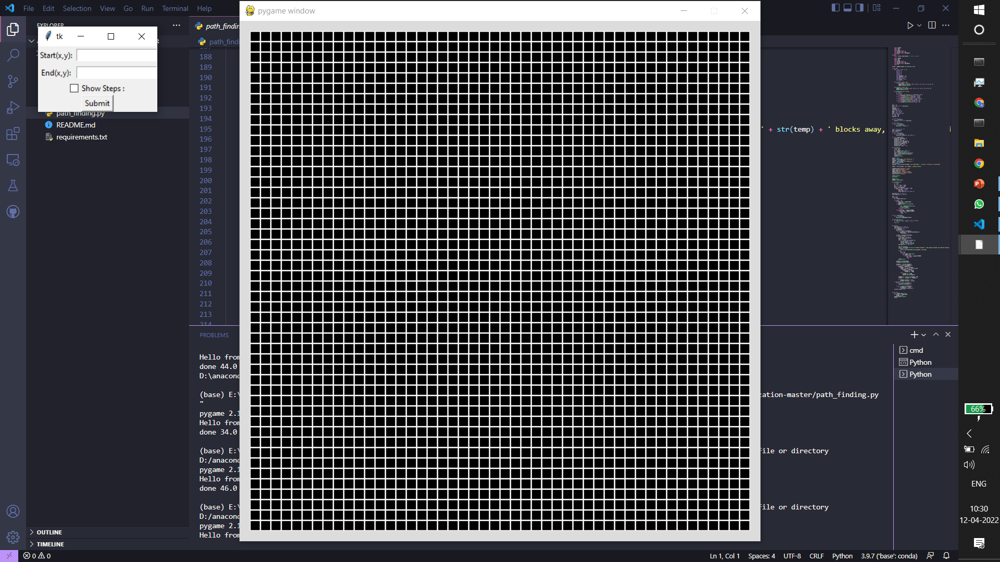 File Edit Selection View Go Run Terminal Help
pygame window
EXPLORER
tk
Start(x,y):
End(x,y):
Show Steps :
Submit
path_finding.py
README.md
requirements.txt
OUTLINE
TIMELINE
path_findin
path_findi
187
188
189
190
191
192
193
194
195
' + str(temp) + ' blocks away,
196
197
198
199
200
201
202
203
204
205
206
207
208
209
210
211
212
213
214
PROBLEMS
Hello from
done 44.0
D:\anacond
(base) E:\
zation-master/path_finding.py
"
pygame 2.1
Hello from
done 34.0
(base) E:\
file or directory
D:/anacond
pygame 2.1
Hello from
done 46.0
(base) E:\
file or directory
D:/anacond
pygame 2.1
Hello from
cmd
Python
Python
0 0
Ln 1, Col 1 Spaces: 4 UTF-8 CRLF Python 3.9.7 ('base': conda)
66%
ENG
10:30
12-04-2022